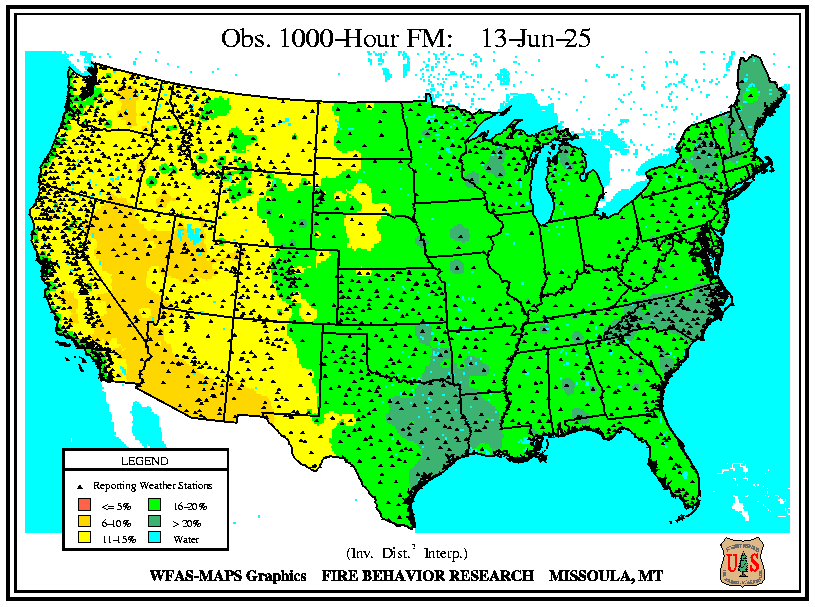 Obs. 1000-Hour FM: 13-Jun-25
LEGEND
Reporting Weather Stations
<= 5% 16-20%
6-10% > 20%
11-15% Water
(Inv. Dist.² Interp.)
WFAS-MAPS Graphics FIRE BEHAVIOR RESEARCH MISSOULA, MT
U S